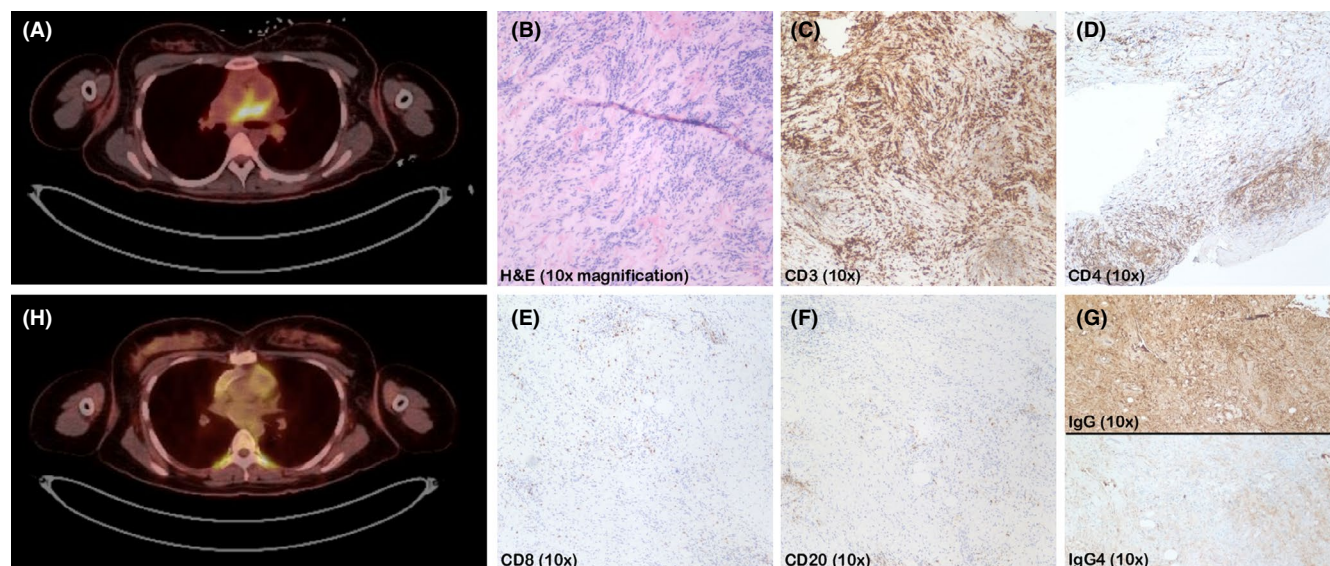 (A)
(B)
(C)
(D)
H&E (10x magnification)
CD3 (10x)
CD4 (10x)
(H)
(E)
(F)
(G)
IgG (10x)
CD8 (10x)
CD20 (10x)
IgG4 (10x)